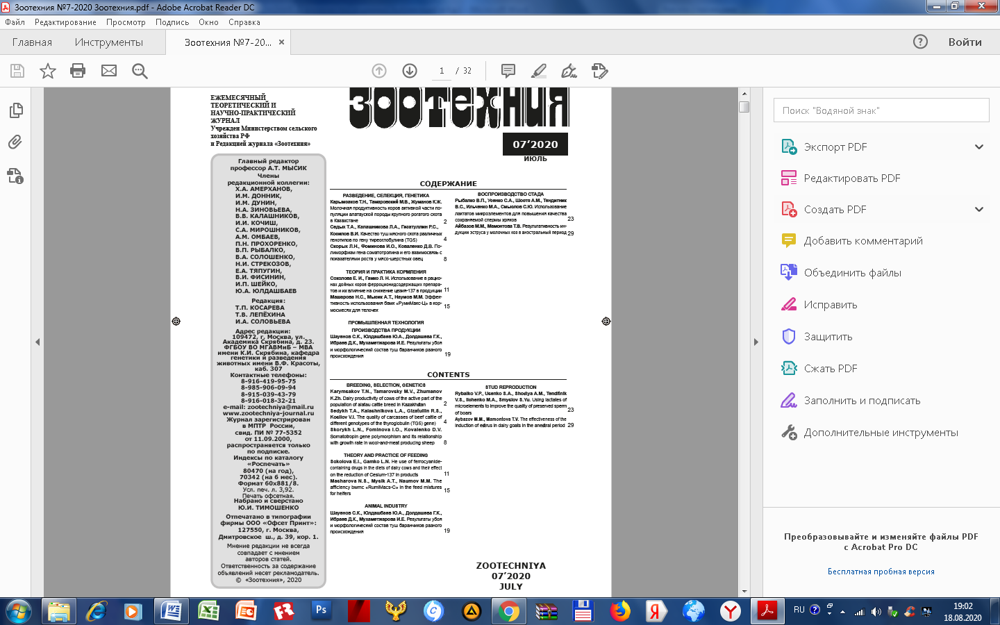 Зоотехния №7-2020 Зоотехния.pdf - Adobe Acrobat Reader DC
Файл Редактирование Просмотр Подпись Окно Справка
Главная Инструменты Зоотехния №7-20... ×
Войти
1 / 32
ЕЖЕМЕСЯЧНЫЙ
ТЕОРЕТИЧЕСКИЙ И
НАУЧНО-ПРАКТИЧЕСКИЙ
ЖУРНАЛ
Учрежден Министерством сельского
хозяйства РФ
и Редакцией журнала «Зоотехния»
зоотехния
07’2020
ИЮЛЬ
Главный редактор
профессор А.Т. МЫСИК
Члены
редакционной коллегии:
Х.А. АМЕРХАНОВ,
И.М. ДОННИК,
И.М. ДУНИН,
Н.А. ЗИНОВЬЕВА,
В.В. КАЛАШНИКОВ,
И.И. КОЧИШ,
С.А. МИРОШНИКОВ,
А.М. ОМБАЕВ,
П.Н. ПРОХОРЕНКО,
В.П. РЫБАЛКО,
В.А. СОЛОШЕНКО,
Н.И. СТРЕКОЗОВ,
Е.А. ТЯПУГИН,
В.И. ФИСИНИН,
И.П. ШЕЙКО,
Ю.А. ЮЛДАШБАЕВ
Редакция:
Т.П. КОСАРЕВА
Т.В. ЛЕПЁХИНА
И.А. СОЛОВЬЕВА
Адрес редакции:
109472, г. Москва, ул.
Академика Скрябина, д. 23.
ФГБОУ ВО МГАВМиБ – МВА
имени К.И. Скрябина, кафедра
генетики и разведения
животных имени В.Ф. Красоты,
каб. 307
Контактные телефоны:
8-916-419-95-75
8-985-906-09-94
8-915-039-43-79
8-916-018-32-21
e-mail: zootechniya@mail.ru
www.zootechniya-journal.ru
Журнал зарегистрирован
в МПТР России,
свид. ПИ № 77-5352
от 11.09.2000,
распространяется только
по подписке.
Индексы по каталогу
«Роспечать»
80470 (на год),
70342 (на 6 мес).
Формат 60х881/8.
Усл. печ. л. 3,92.
Печать офсетная.
Набрано и сверстано
Ю.И. ТИМОШЕНКО
Отпечатано в типографии
фирмы ООО «Офсет Принт»:
127550, г. Москва,
Дмитровское ш., д. 39, кор. 1.
Мнение редакции не всегда
совпадает с мнением
авторов статей.
Ответственность за содержание
объявлений несет рекламодатель.
© «Зоотехния», 2020
СОДЕРЖАНИЕ
РАЗВЕДЕНИЕ, СЕЛЕКЦИЯ, ГЕНЕТИКА
Карымсаков Т.Н., Тамаровский М.В., Жуманов К.Ж.
Молочная продуктивность коров активной части по-
пуляции алатауской породы крупного рогатого скота
в Казахстане 2
Седых Т.А., Калашникова Л.А., Гизатуллин Р.С.,
Косилов В.И. Качество туш мясного скота различных
генотипов по гену тиреоглобулина (TG5) 4
Скорых Л.Н., Фоминова И.О., Коваленко Д.В. По-
лиморфизм гена соматотропина и его взаимосвязь с
показателями роста у мясо-шерстных овец 8
ТЕОРИЯ И ПРАКТИКА КОРМЛЕНИЯ
Соколова Е. И., Гамко Л. Н. Использование в рацио-
нах дойных коров ферроционидсодержащих препара-
тов и их влияние на снижение цезия-137 в продукции 11
Машарова Н.С., Мысик А.Т., Наумов М.М. Эффек-
тивность использования бвмк «РумиМакс-Ц» в кор-
мосмесях для телочек 15
ПРОМЫШЛЕННАЯ ТЕХНОЛОГИЯ
ПРОИЗВОДСТВА ПРОДУКЦИИ
Шауенов С.К., Юлдашбаев Ю.А., Долдашева Г.К.,
Ибраев Д.К., Мухаметжарова И.Е. Результаты убоя
и морфологический состав туш баранчиков разного
происхождения 19
ВОСПРОИЗВОДСТВО СТАДА
Рыбалко В.П., Усенко С.А., Шостя А.М., Тендитник
В.С., Ильченко М.А., Смыслов С.Ю. Использование
лактатов микроэлементов для повышения качества
сохраняемой спермы хряков 23
Айбазов М.М., Мамонтова Т.В. Результативность ин-
дукции эструса у молочных коз в анэстральный период 29
CONTENTS
BREEDING, SELECTION, GENETICS
Karymsakov T.N., Tamarovsky M.V., Zhumanov
K.Zh. Dairy productivity of cows of the active part of the
population of alatau cattle breed in Kazakhstan 2
Sedykh T.A., Kalashnikova L.A., Gizatullin R.S.,
Kosilov V.I. The quality of carcasses of beef cattle of
different genotypes of the thyroglobulin (TG5) gene) 4
Skorykh L.N., Fominova I.O., Kovalenko D.V.
Somatotropin gene polymorphism and its relationship
with growth rate in wool-and-meat producing sheep 8
THEORY AND PRACTICE OF FEEDING
Sokolova E.I., Gamko L.N. He use of ferrocyanide-
containing drugs in the diets of dairy cows and their effect
on the reduction of Cesium-137 in products 11
Masharova N.S., Mysik A.T., Naumov M.M. The
afficiency bwmc «RumiMacs-C» in the feed mixtures
for heifers 15
ANIMAL INDUSTRY
Шауенов С.К., Юлдашбаев Ю.А., Долдашева Г.К.,
Ибраев Д.К., Мухаметжарова И.Е. Результаты убоя
и морфологический состав туш баранчиков разного
происхождения 19
STUD REPRODUCTION
Rybalko V.P., Usenko S.A., Shostya A.M., Tenditnik
V.S., Ilchenko M.A., Smyslov S.Yu. Using lactates of
microelements to improve the quality of preserved sperm
of boars 23
Aybazov M.M., Mamontova T.V. The effectiveness of the
induction of estrus in dairy goats in the anestral period 29
ZOOTECHNIYA
07’2020
JULY
Поиск "Водяной знак"
Экспорт PDF
Редактировать PDF
Создать PDF
Добавить комментарий
Объединить файлы
Исправить
Защитить
Сжать PDF
Заполнить и подписать
Дополнительные инструменты
Преобразовывайте и изменяйте файлы PDF
с Acrobat Pro DC
Бесплатная пробная версия
RU
19:02
18.08.2020